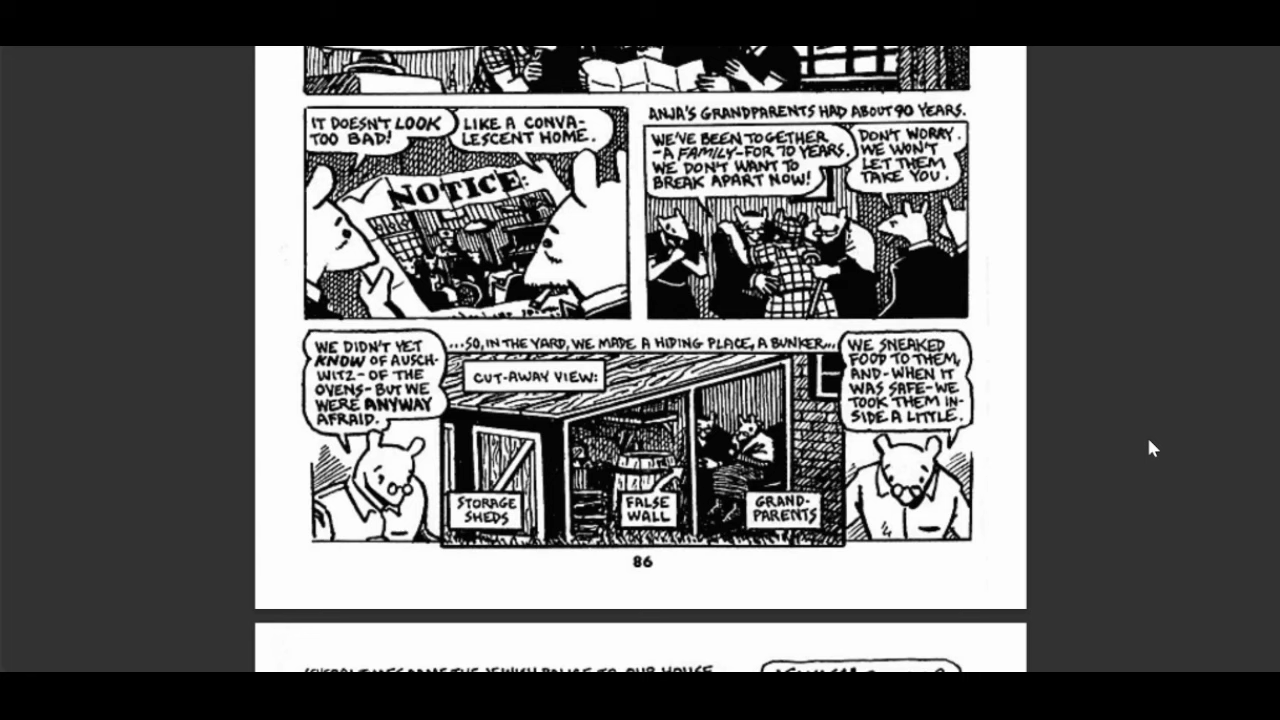 IT DOESN'T LOOK
TOO BAD!
LIKE A CONVA-
LESCENT HOME.
NOTICE:
ANJA'S GRANDPARENTS HAD ABOUT 90 YEARS.
WE'VE BEEN TOGETHER
-A FAMILY-FOR 70 YEARS.
WE DON'T WANT TO
BREAK APART NOW!
DON'T WORRY.
WE WON'T
LET THEM
TAKE YOU.
WE DIDN'T YET
KNOW OF AUSCH-
WITZ-OF THE
OVENS-BUT WE
WERE ANYWAY
AFRAID.
...SO, IN THE YARD, WE MADE A HIDING PLACE, A BUNKER...
CUT-AWAY VIEW:
STORAGE
SHEDS
FALSE
WALL
GRAND-
PARENTS
WE SNEAKED
FOOD TO THEM,
AND-WHEN IT
WAS SAFE-WE
TOOK THEM IN-
SIDE A LITTLE.
86